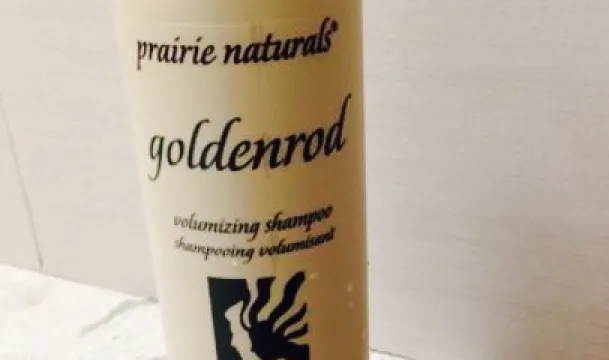 prairie naturals®
goldenrod
volumizing shampoo
shampooing volumisant